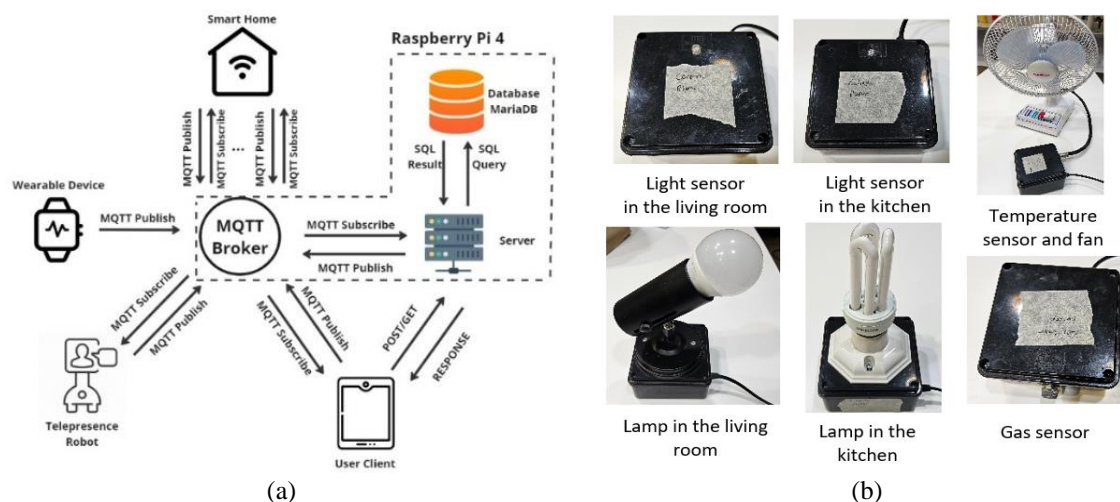 Smart Home
Raspberry Pi 4
Database
MariaDB
MQTT Publish
MQTT Subscribe
...
MQTT Publish
MQTT Subscribe
SQL
Result
SQL
Query
Wearable Device
MQTT Publish
MQTT
Broker
MQTT Subscribe
MQTT Publish
Server
MQTT Subscribe
MQTT Publish
MQTT Publish
MQTT Subscribe
POST/GET
RESPONSE
Telepresence
Robot
User Client
(a)
Light sensor
in the living room
Light sensor
in the kitchen
Temperature
sensor and fan
Lamp in the living
room
Lamp in the
kitchen
Gas sensor
(b)